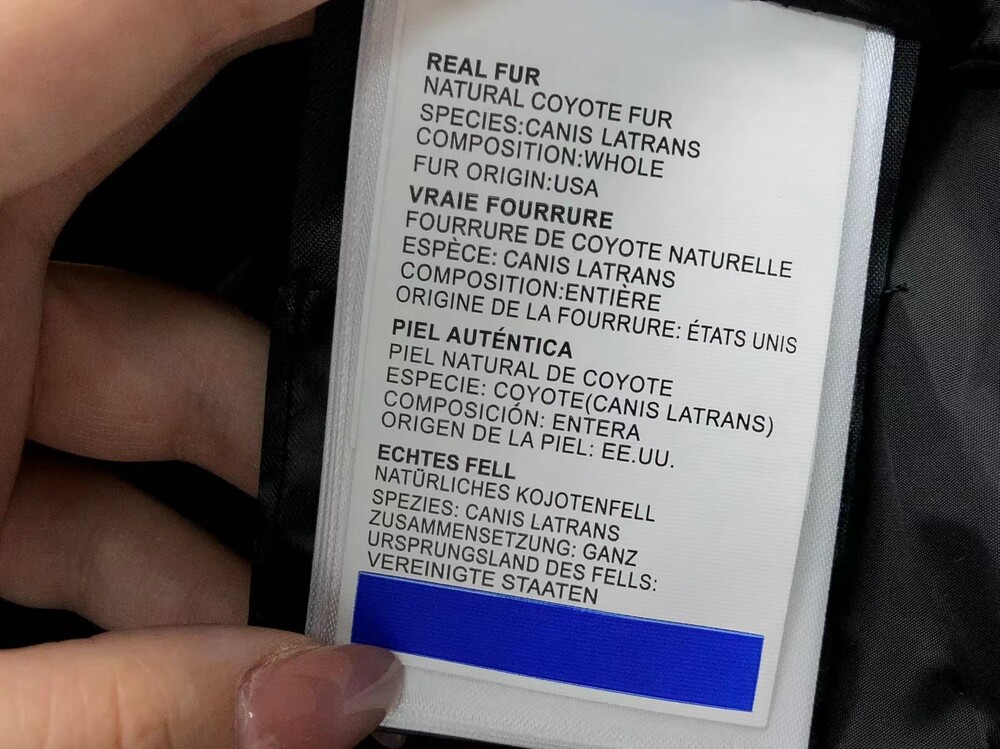 REAL FUR
NATURAL COYOTE FUR
SPECIES:CANIS LATRANS
COMPOSITION:WHOLE
FUR ORIGIN:USA
VRAIE FOURRURE
FOURRURE DE COYOTE NATURELLE
ESPÈCE: CANIS LATRANS
COMPOSITION:ENTIÈRE
ORIGINE DE LA FOURRURE: ÉTATS UNIS
PIEL AUTÉNTICA
PIEL NATURAL DE COYOTE
ESPECIE: COYOTE(CANIS LATRANS)
COMPOSICIÓN: ENTERA
ORIGEN DE LA PIEL: EE.UU.
ECHTES FELL
NATÜRLICHES KOJOTENFELL
SPEZIES: CANIS LATRANS
ZUSAMMENSETZUNG: GANZ
URSPRUNGSLAND DES FELLS:
VEREINIGTE STAATEN